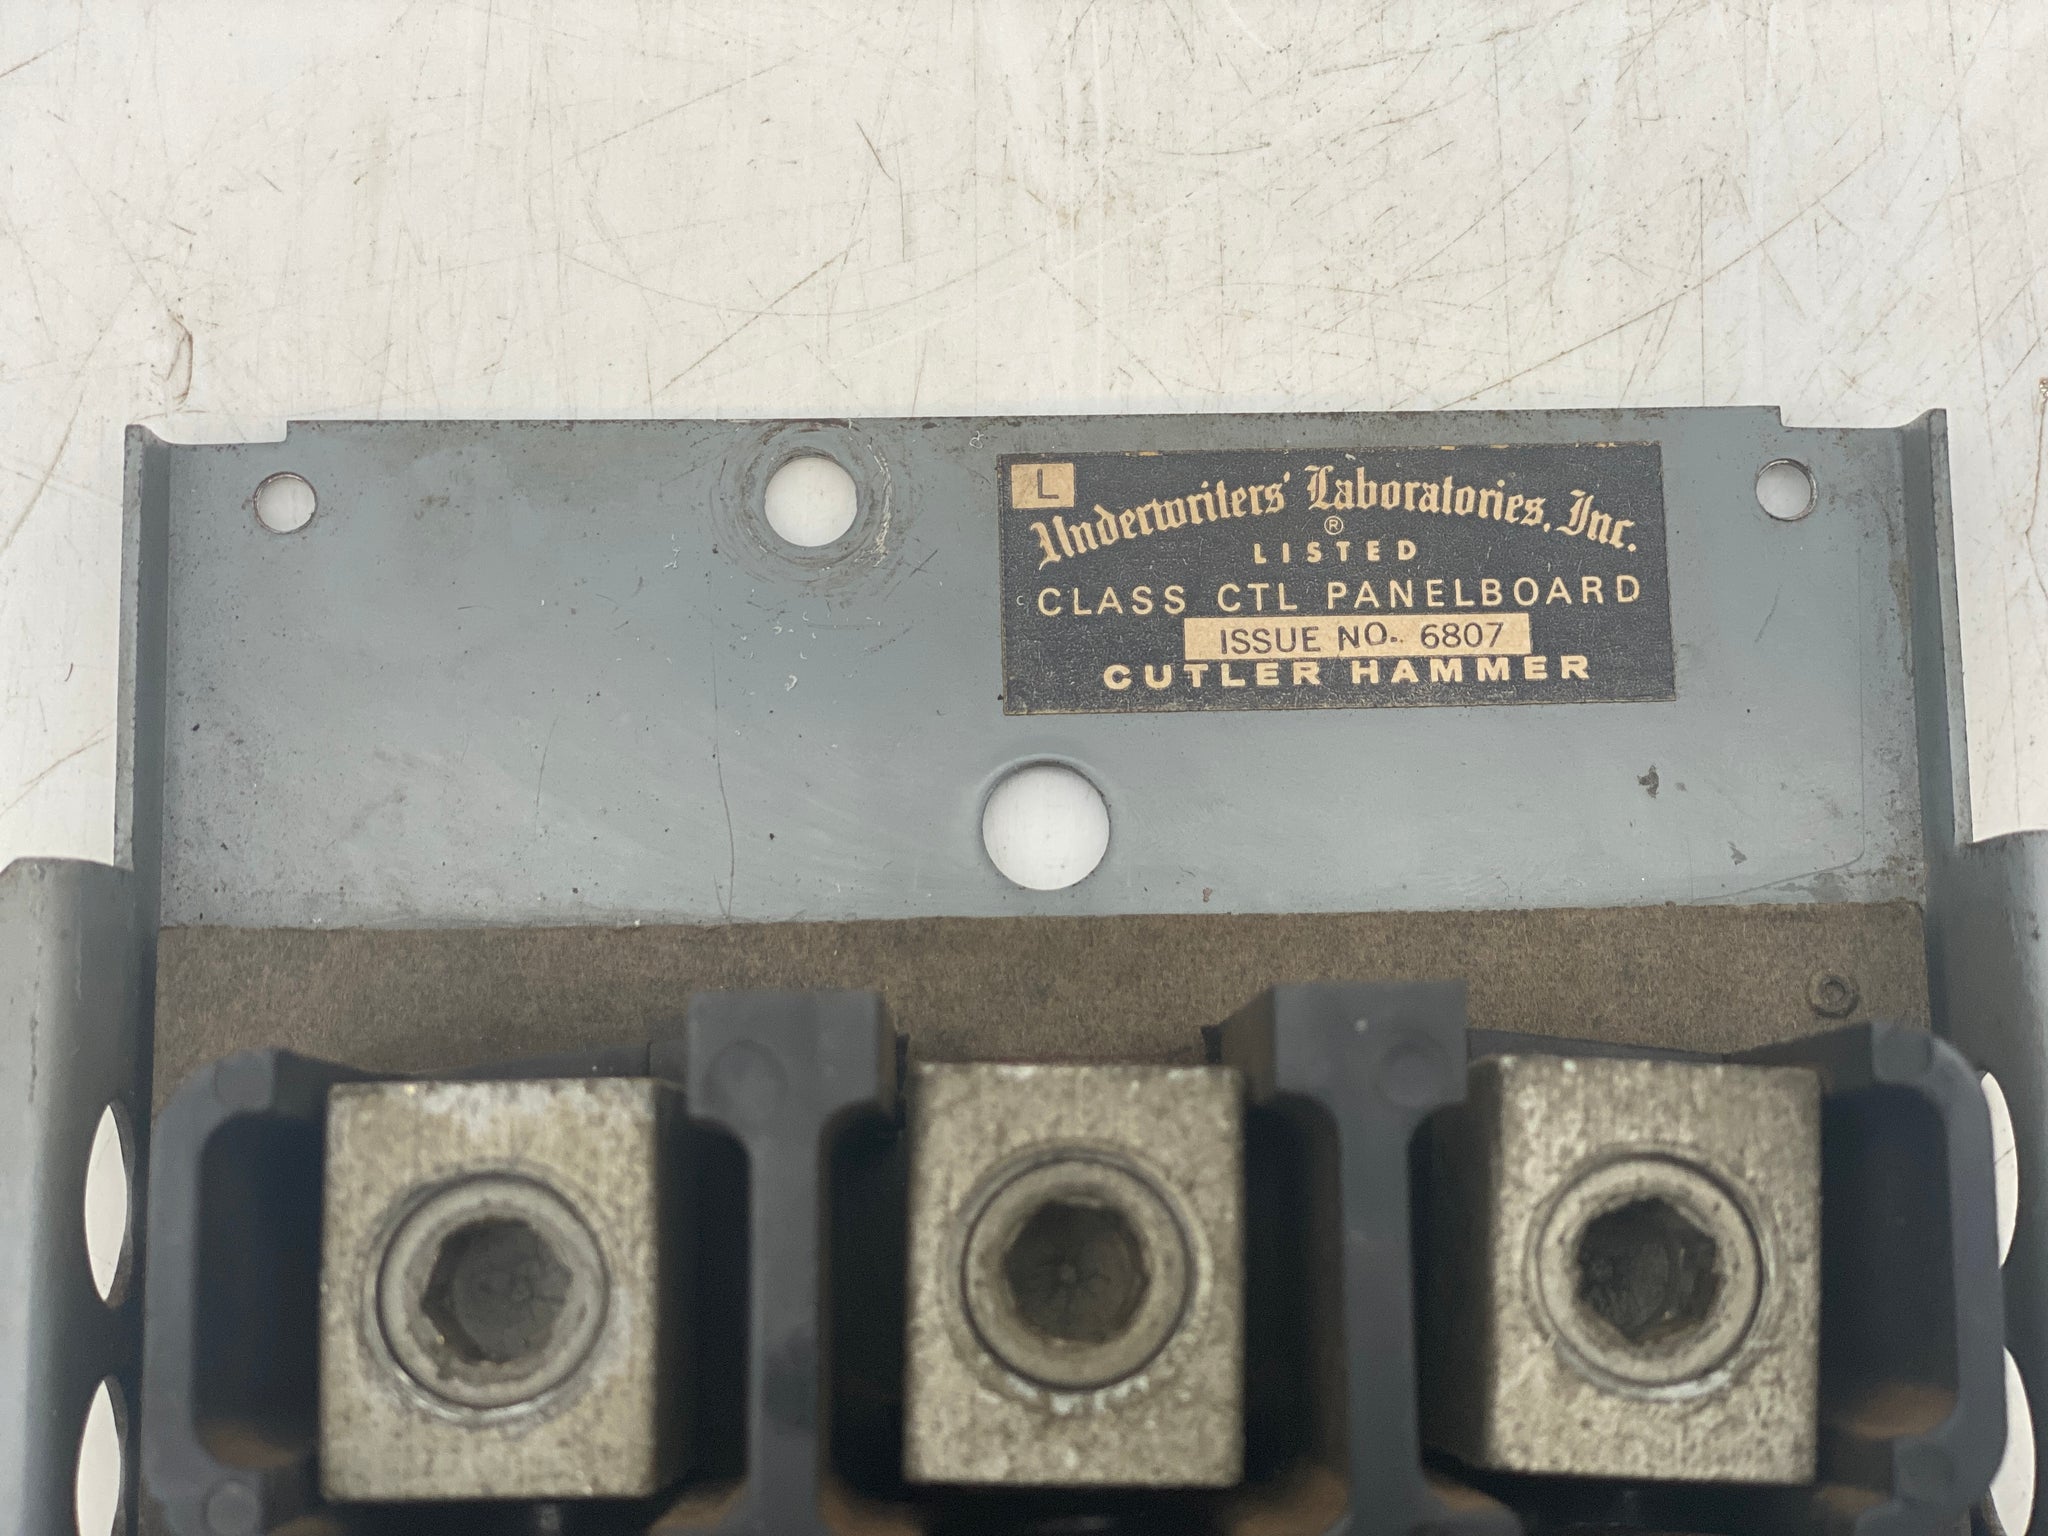 L
Underwriters' Laboratories, Inc.
®
LISTED
CLASS CTL PANELBOARD
ISSUE NO. 6807
CUTLER HAMMER